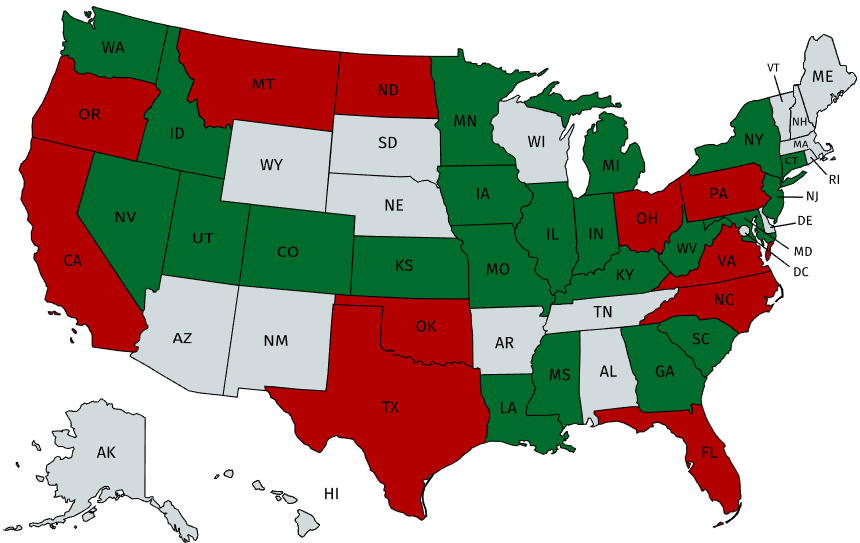 WA
MT
ND
MN
ME
VT
NH
OR
ID
SD
WI
NY
MA
CT
RI
WY
MI
IA
PA
NJ
NE
NV
UT
CO
IL
IN
OH
DE
WV
MD
CA
KS
MO
KY
VA
DC
NC
TN
AZ
NM
OK
AR
SC
MS
AL
GA
TX
LA
AK
FL
HI